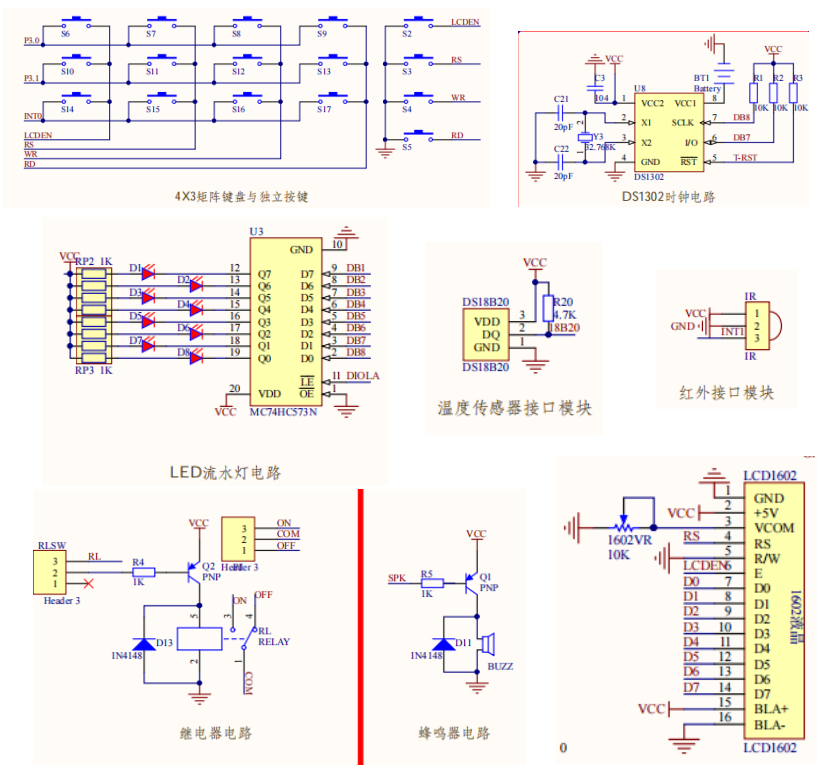 S6 S7 S8 S9 S2 LCDEN
P3.0
S10 S11 S12 S13 S3 RS
P3.1
S14 S15 S16 S17 S4 WR
INT0
LCDEN S5 RD
RS
WR
RD
4X3矩阵键盘与独立按键
VCC VCC
C3 BT1 R1 R2 R3
104 U8 Battery
C21 1 VCC2 VCC1 8 10K 10K 10K
20pF 2 X1 SCLK 7 DB8
2 Y3 1 32.768K
C22 3 X2 I/O 6 DB7
20pF 4 GND RST 5 T-RST
DS1302
DS1302时钟电路
U3
VCC GND 10
RP2 1K
D1 12 Q7 D7 9 DB1
D2 13 Q6 D6 8 DB2
D3 14 Q5 D5 7 DB3
D4 15 Q4 D4 6 DB4
D5 16 Q3 D3 5 DB5
D6 17 Q2 D2 4 DB6
D7 18 Q1 D1 3 DB7
D8 19 Q0 D0 2 DB8
RP3 1K
LE 11 DIOLA
20 VDD OE 1
VCC MC74HC573N
LED流水灯电路
VCC
DS18B20 R20
VDD 3 4.7K
DQ 2 18B20
GND 1
DS18B20
温度传感器接口模块
IR
VCC 1
GND 2
INT1 3
IR
红外接口模块
VCC
RLSW 3 ON
3 RL 2 COM
2 R4 Q2 1 OFF
1 1K PNP Header 3
Header 3
ON OFF
5 3 4
D13 RL
1N4148 RELAY
2 1
COM
继电器电路
VCC
SPK R5 Q1
1K PNP
D11
1N4148 BUZZ
蜂鸣器电路
LCD1602
1 GND
VCC 2 +5V
1602VR 3 VCOM
10K RS 4 RS
5 R/W
LCDEN 6 E
D0 7 D0
D1 8 D1
D2 9 D2
D3 10 D3
D4 11 D4
D5 12 D5
D6 13 D6
D7 14 D7
VCC 15 BLA+
16 BLA-
1602液晶
0 LCD1602